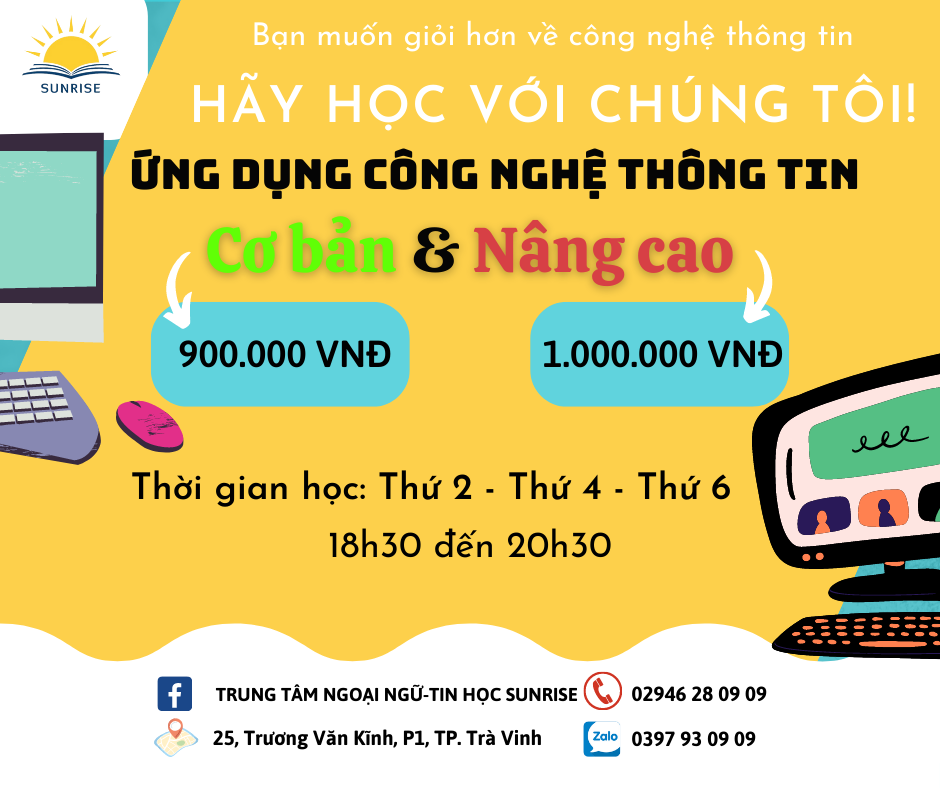 SUNRISE
Bạn muốn giỏi hơn về công nghệ thông tin
HÃY HỌC VỚI CHÚNG TÔI!
ỨNG DỤNG CÔNG NGHỆ THÔNG TIN
Cơ bản & Nâng cao
900.000 VNĐ
1.000.000 VNĐ
Thời gian học: Thứ 2 - Thứ 4 - Thứ 6
18h30 đến 20h30
TRUNG TÂM NGOẠI NGỮ-TIN HỌC SUNRISE
02946 28 09 09
25, Trương Văn Kĩnh, P1, TP. Trà Vinh
Zalo
0397 93 09 09